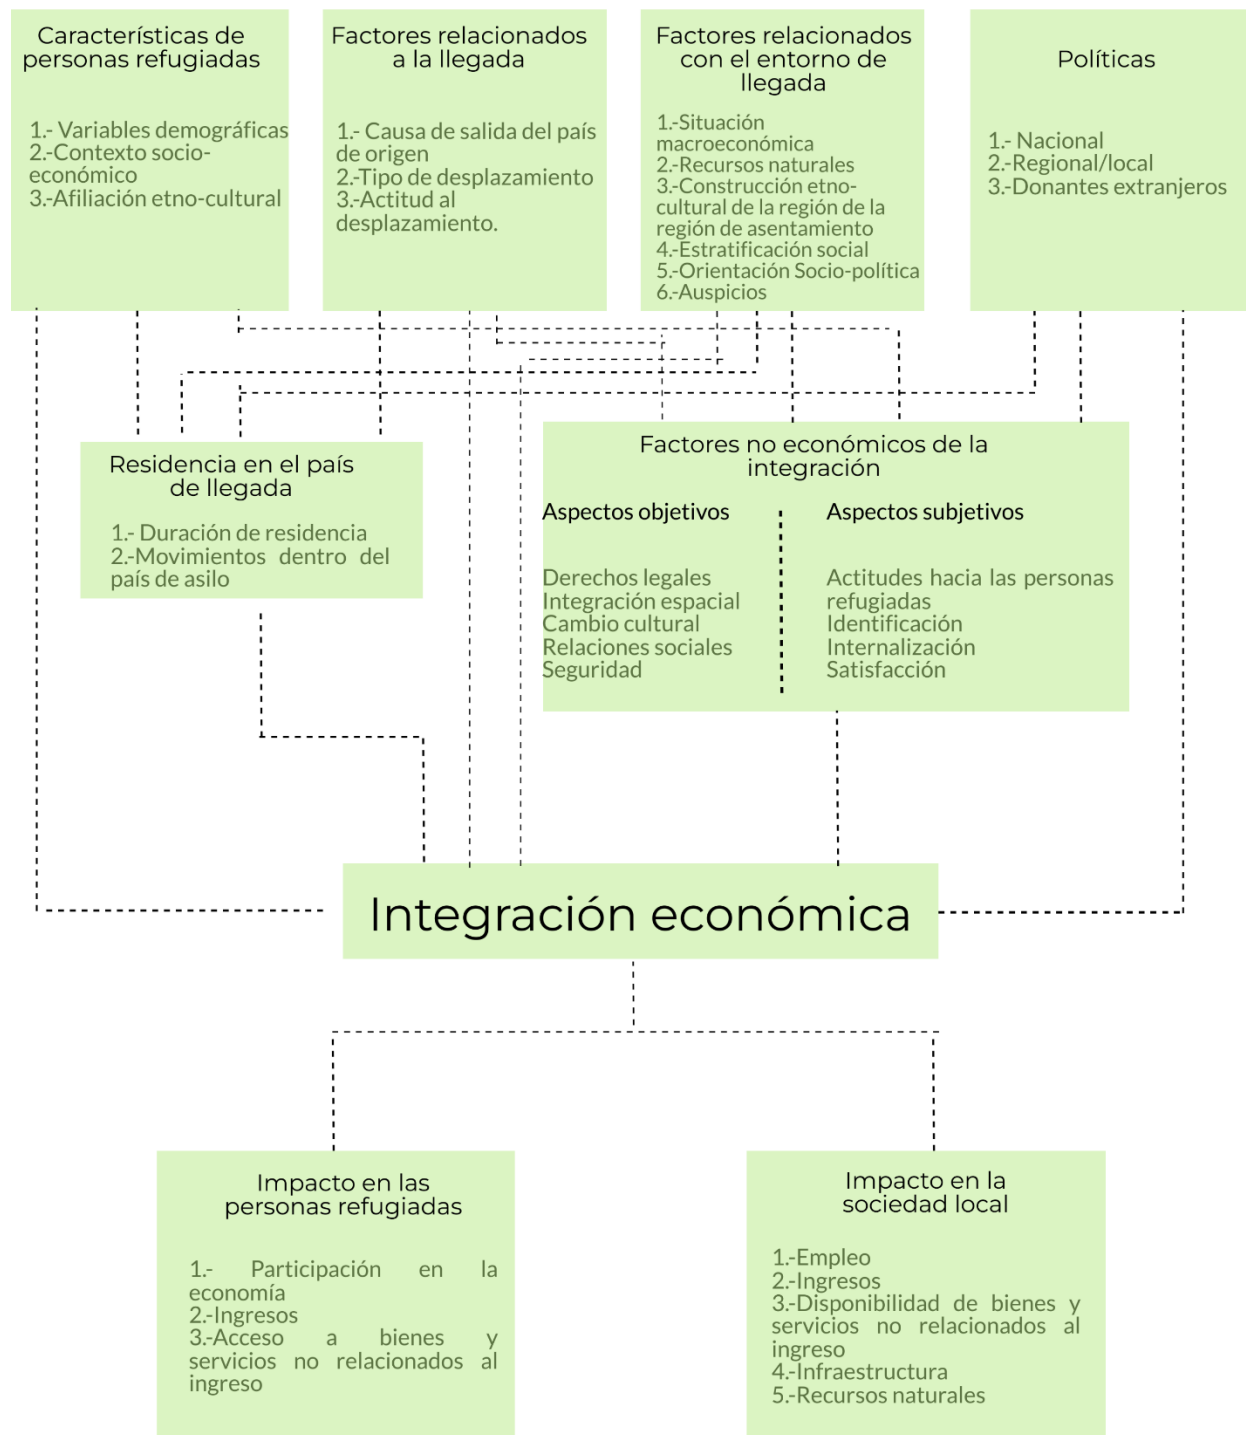 Características de
personas refugiadas
1.- Variables demográficas
2.-Contexto socio-
económico
3.-Afiliación etno-cultural
Factores relacionados
a la llegada
1.- Causa de salida del país
de origen
2.-Tipo de desplazamiento
3.-Actitud al
desplazamiento.
Factores relacionados
con el entorno de
llegada
1.-Situación
macroeconómica
2.-Recursos naturales
3.-Construcción etno-
cultural de la región de la
región de asentamiento
4.-Estratificación social
5.-Orientación Socio-política
6.-Auspicios
Políticas
1.- Nacional
2.-Regional/local
3.-Donantes extranjeros
Residencia en el país
de llegada
1.- Duración de residencia
2.-Movimientos dentro del
país de asilo
Factores no económicos de la
integración
Aspectos objetivos
Derechos legales
Integración espacial
Cambio cultural
Relaciones sociales
Seguridad
Aspectos subjetivos
Actitudes hacia las personas
refugiadas
Identificación
Internalización
Satisfacción
Integración económica
Impacto en las
personas refugiadas
1.- Participación en la
economía
2.-Ingresos
3.-Acceso a bienes y
servicios no relacionados al
ingreso
Impacto en la
sociedad local
1.-Empleo
2.-Ingresos
3.-Disponibilidad de bienes y
servicios no relacionados al
ingreso
4.-Infraestructura
5.-Recursos naturales